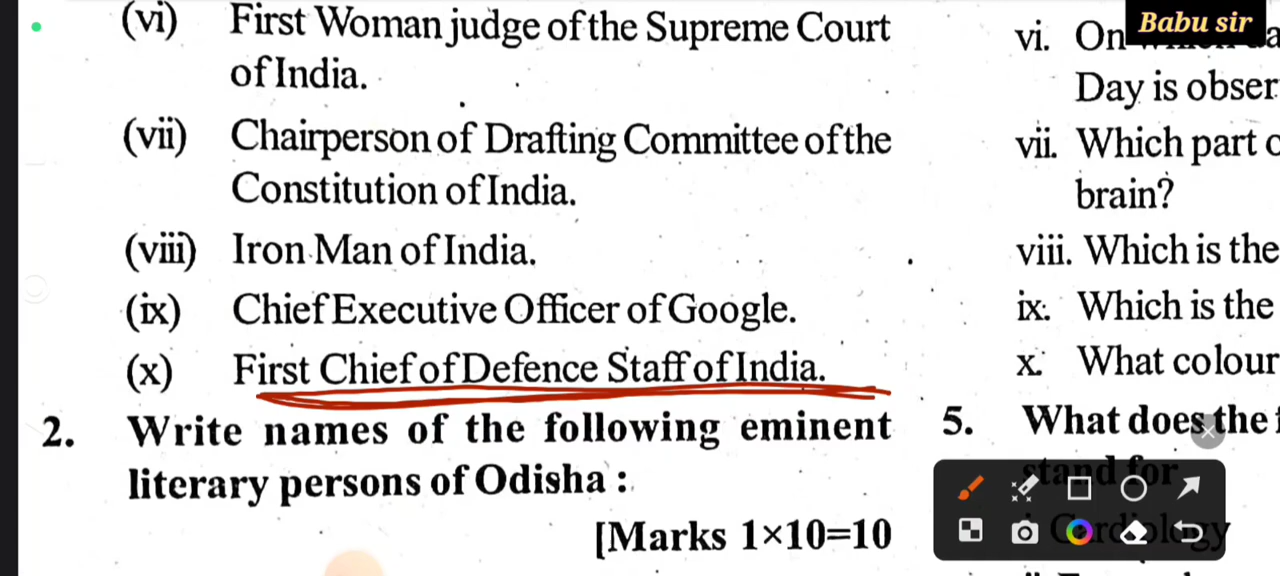 (vi) First Woman judge of the Supreme Court
of India.
(vii) Chairperson of Drafting Committee of the
Constitution of India.
(viii) Iron Man of India.
(ix) Chief Executive Officer of Google.
(x) First Chief of Defence Staff of India.
2. Write names of the following eminent
literary persons of Odisha :
[Marks 1×10=10
Babu sir
vi. On
Day is obser
vii. Which part
brain?
viii. Which is the
ix. Which is the
x. What colour
5. What does the
stand for
Cardiology